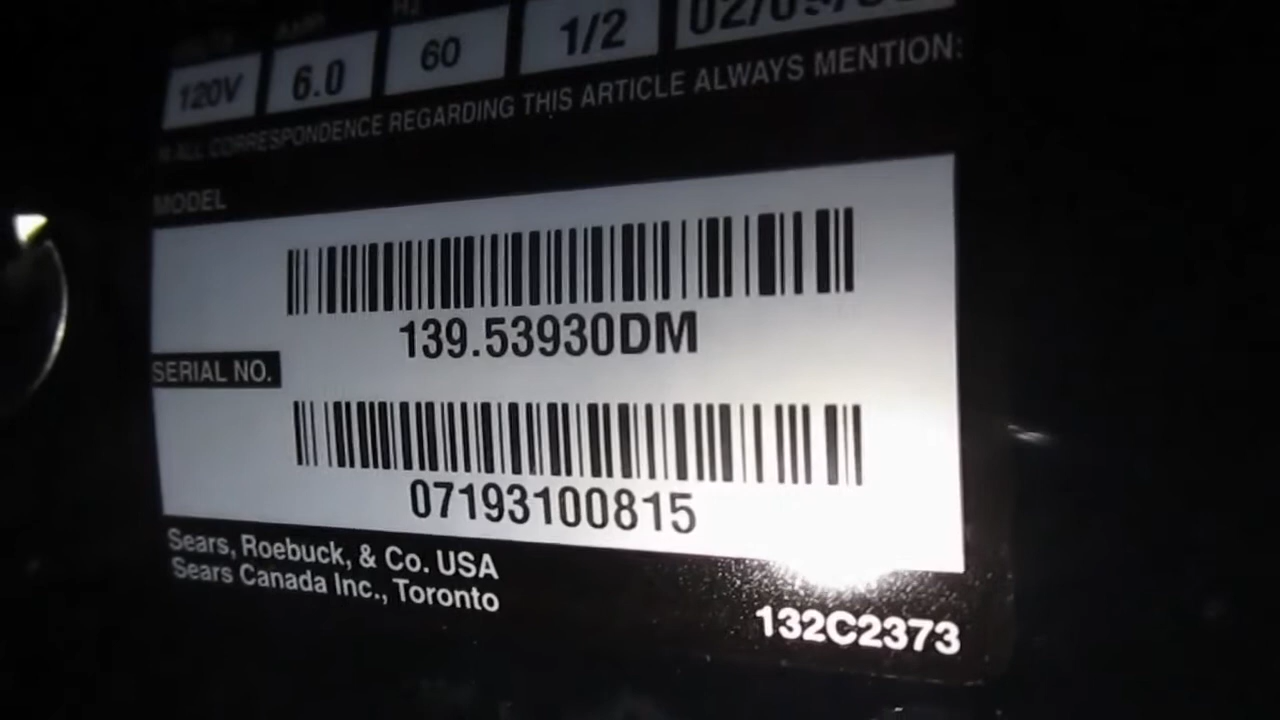 120V 6.0 60 1/2
ALL CORRESPONDENCE REGARDING THIS ARTICLE ALWAYS MENTION:
MODEL
139.53930DM
SERIAL NO.
07193100815
Sears, Roebuck, & Co. USA
Sears Canada Inc., Toronto
132C2373